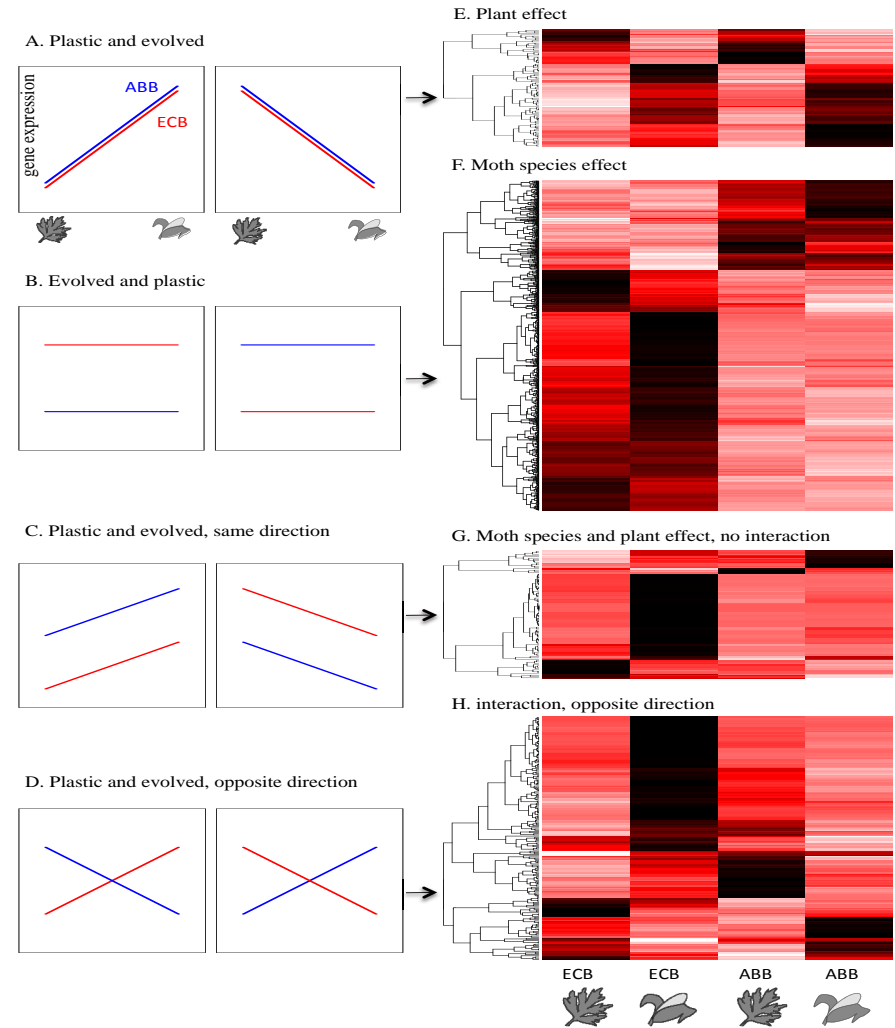 A. Plastic and evolved
gene expression
ABB
ECB
B. Evolved and plastic
C. Plastic and evolved, same direction
D. Plastic and evolved, opposite direction
E. Plant effect
F. Moth species effect
G. Moth species and plant effect, no interaction
H. interaction, opposite direction
ECB ECB ABB ABB